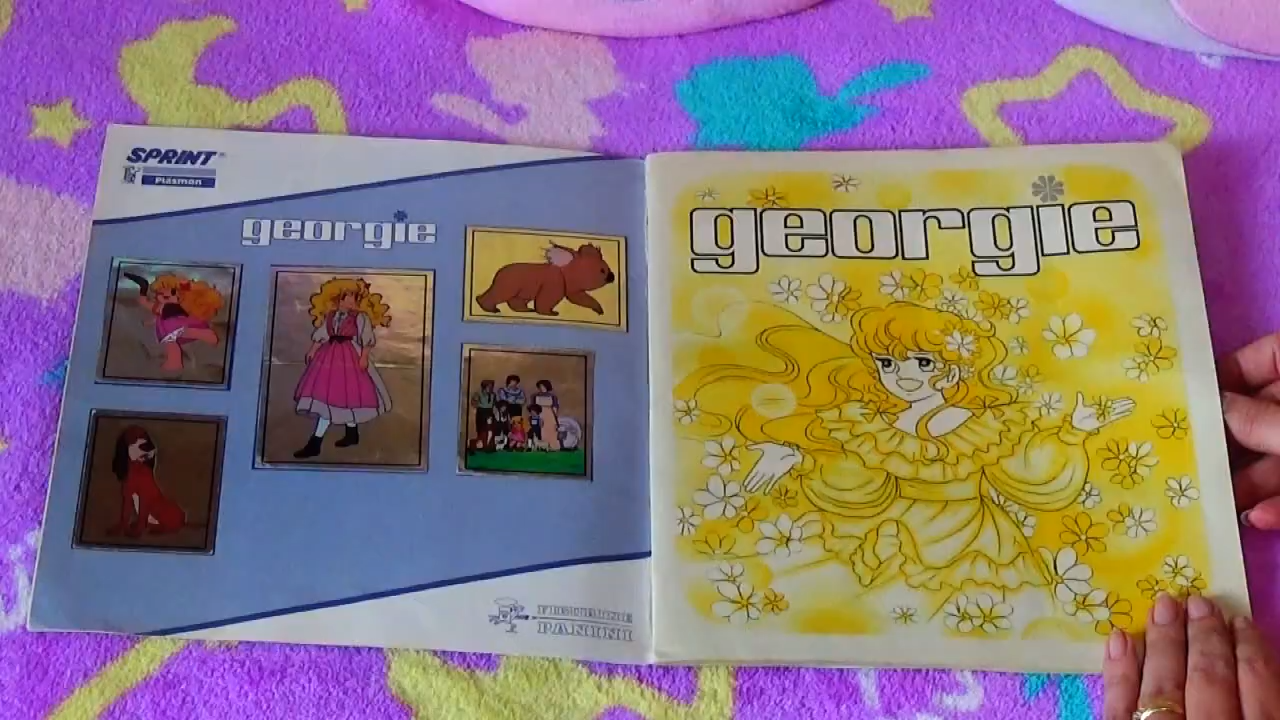 SPRINT
Plasmon
georgie
FIGURINE
PANINI
georgie